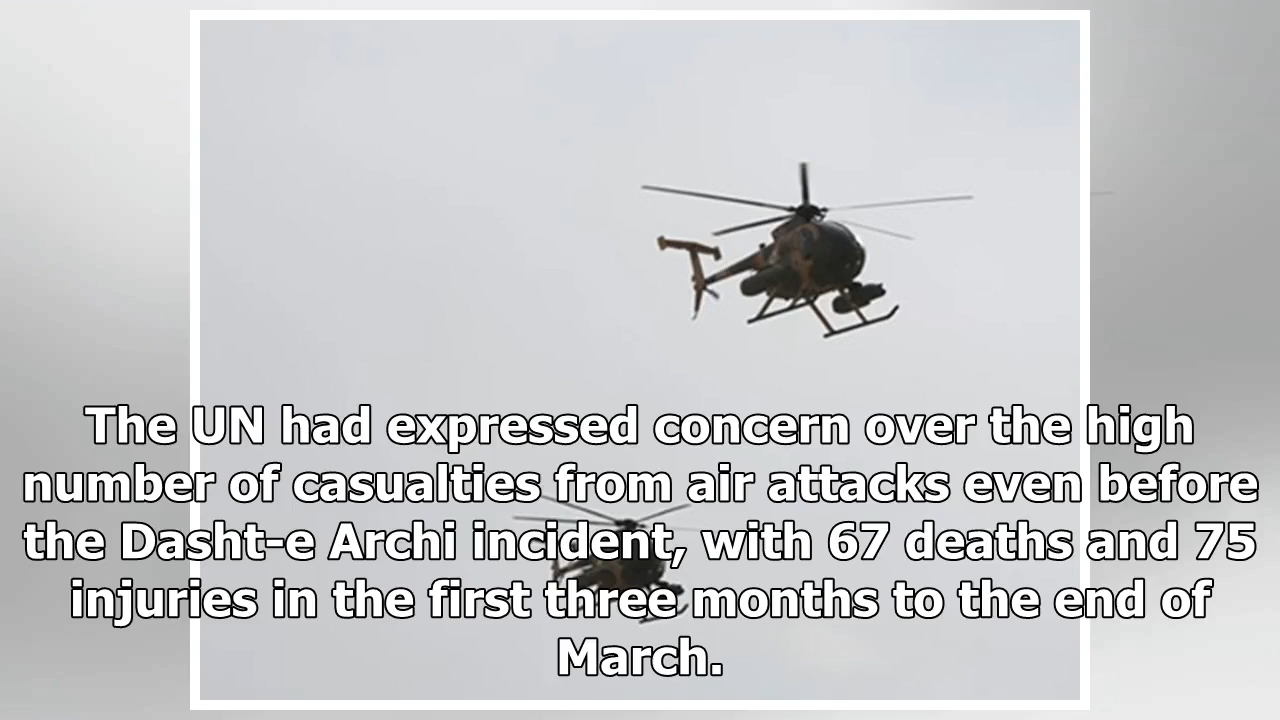 The UN had expressed concern over the high
number of casualties from air attacks even before
the Dasht-e Archi incident, with 67 deaths and 75
injuries in the first three months to the end of
March.